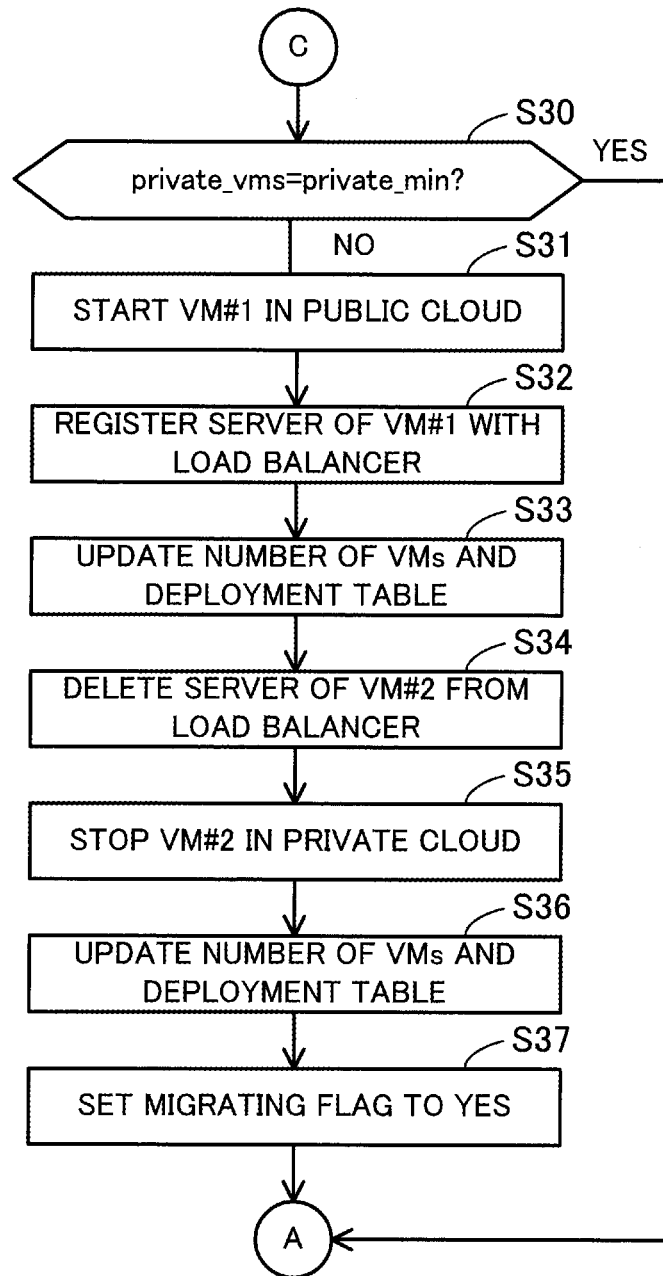 C
S30
YES
private_vms=private_min?
NO
S31
START VM#1 IN PUBLIC CLOUD
S32
REGISTER SERVER OF VM#1 WITH
LOAD BALANCER
S33
UPDATE NUMBER OF VMs AND
DEPLOYMENT TABLE
S34
DELETE SERVER OF VM#2 FROM
LOAD BALANCER
S35
STOP VM#2 IN PRIVATE CLOUD
S36
UPDATE NUMBER OF VMs AND
DEPLOYMENT TABLE
S37
SET MIGRATING FLAG TO YES
A